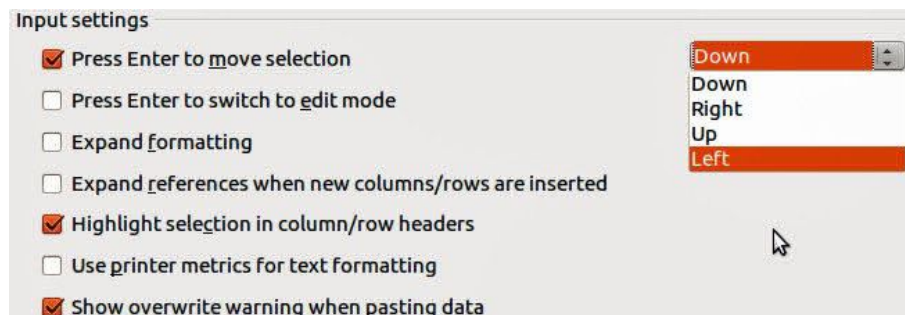 Input settings
Press Enter to move selection
Down
Down
Right
Up
Left
Press Enter to switch to edit mode
Expand formatting
Expand references when new columns/rows are inserted
Highlight selection in column/row headers
Use printer metrics for text formatting
Show overwrite warning when pasting data